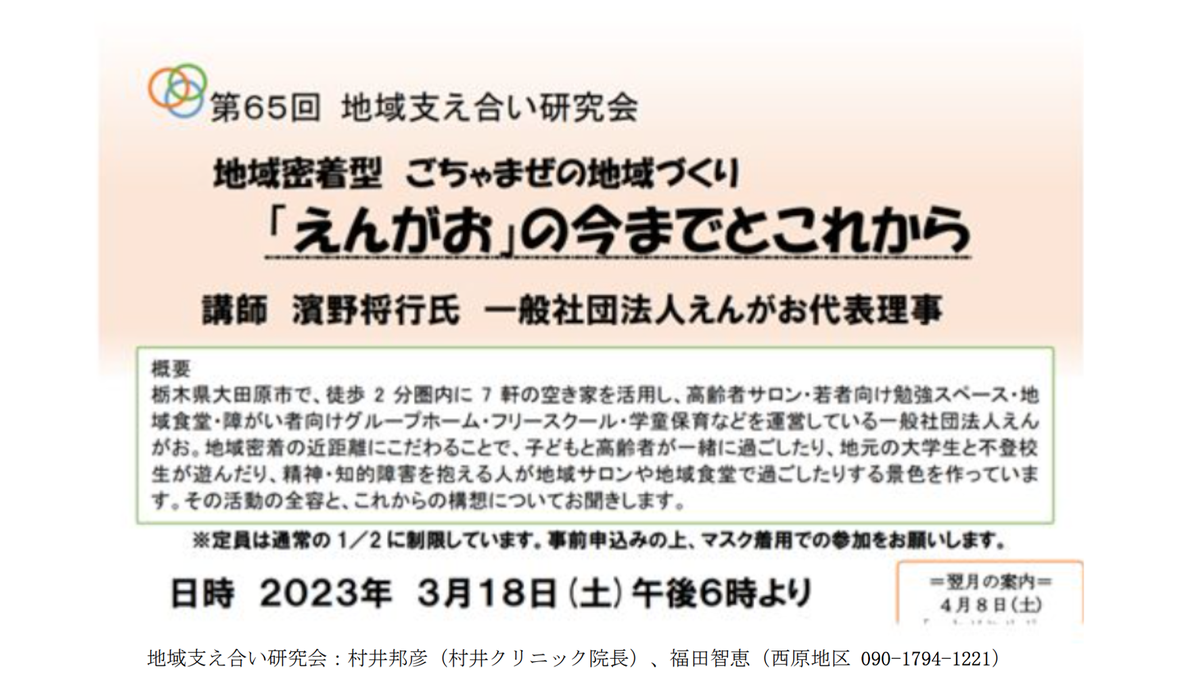 第65回 地域支え合い研究会
地域密着型 ごちゃまぜの地域づくり
「えんがお」の今までとこれから
講師 濱野将行氏 一般社団法人えんがお代表理事
概要
栃木県大田原市で、徒歩 2 分圏内に 7 軒の空き家を活用し、高齢者サロン・若者向け勉強スペース・地
域食堂・障がい者向けグループホーム・フリースクール・学童保育などを運営している一般社団法人えん
がお。地域密着の近距離にこだわることで、子どもと高齢者が一緒に過ごしたり、地元の大学生と不登校
生が遊んだり、精神・知的障害を抱える人が地域サロンや地域食堂で過ごしたりする景色を作っていま
す。その活動の全容と、これからの構想についてお聞きします。
※定員は通常の1／2に制限しています。事前申込みの上、マスク着用での参加をお願いします。
日時 2023年 3月18日(土)午後6時より
＝翌月の案内＝
4月8日(土)
地域支え合い研究会：村井邦彦（村井クリニック院長）、福田智恵（西原地区 090-1794-1221）